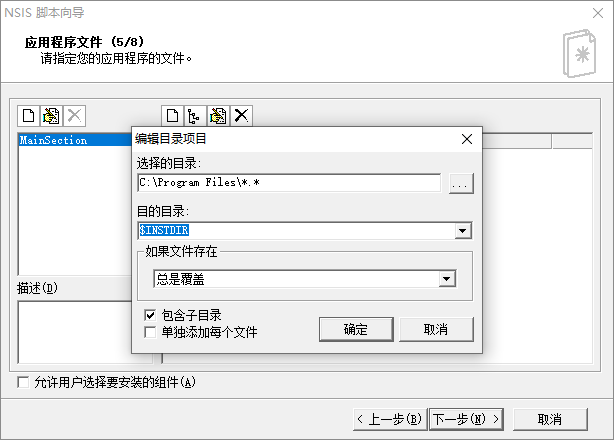 NSIS 脚本向导
应用程序文件 (5/8)
请指定您的应用程序的文件。
MainSection
编辑目录项目
选择的目录:
C:\Program Files\*.*
...
目的目录:
$INSTDIR
如果文件存在
总是覆盖
包含子目录
单独添加每个文件
确定
取消
描述(D)
允许用户选择要安装的组件(A)
< 上一步(B)
下一步(N) >
取消